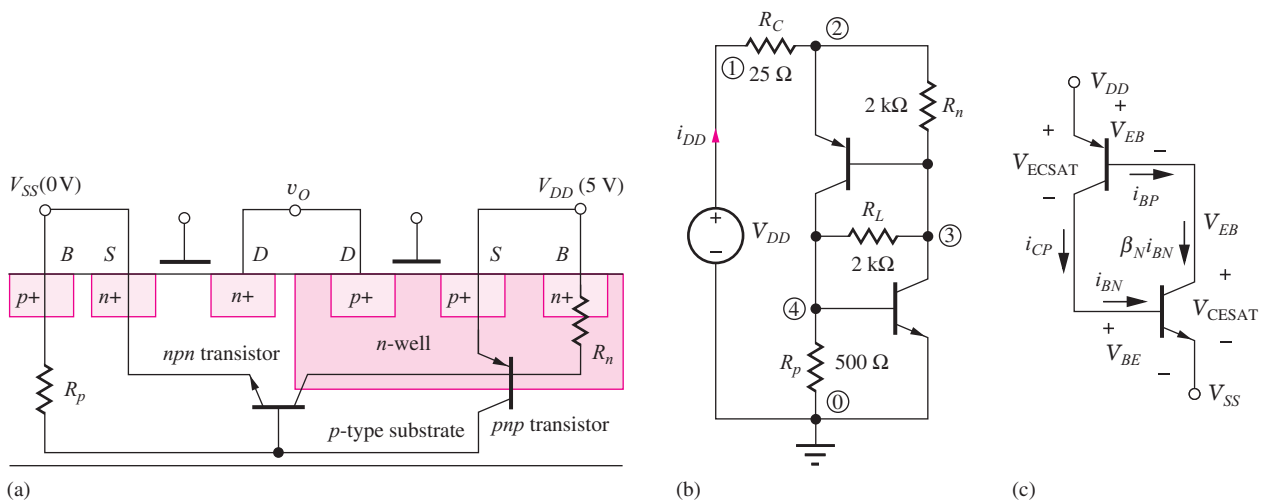 V_SS (0 V)
v_O
V_DD (5 V)
B
S
D
D
S
B
p+
n+
n+
p+
p+
n+
n-well
R_n
npn transistor
R_p
p-type substrate
pnp transistor
(a)
R_C
②
①
25 Ω
2 kΩ
R_n
i_DD
R_L
③
+
−
V_DD
2 kΩ
④
R_p
500 Ω
⓪
(b)
V_DD
+
+
V_EB
−
V_ECSAT
−
i_BP
V_EB
i_CP
β_N i_BN
i_BN
+
V_CESAT
+
V_BE
−
−
V_SS
(c)